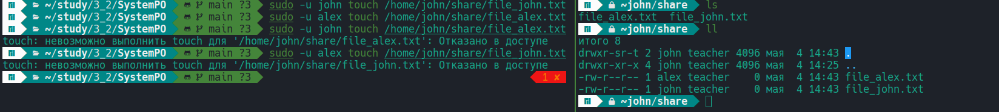 ~/study/3_2/SystemPO main ?3 sudo -u john touch /home/john/share/file_john.txt
~/study/3_2/SystemPO main ?3 sudo -u alex touch /home/john/share/file_alex.txt
~/study/3_2/SystemPO main ?3 sudo -u john touch /home/john/share/file_alex.txt
touch: невозможно выполнить touch для '/home/john/share/file_alex.txt': Отказано в доступе
~/study/3_2/SystemPO main ?3 sudo -u alex touch /home/john/share/file_john.txt
touch: невозможно выполнить touch для '/home/john/share/file_john.txt': Отказано в доступе
~/study/3_2/SystemPO main ?3 1 ✘
~john/share ls
file_alex.txt file_john.txt
~john/share ll
итого 8
drwxr-sr-t 2 john teacher 4096 мая 4 14:43 .
drwxr-xr-x 4 john teacher 4096 мая 4 14:25 ..
-rw-r--r-- 1 alex teacher 0 мая 4 14:43 file_alex.txt
-rw-r--r-- 1 john teacher 0 мая 4 14:43 file_john.txt
~john/share